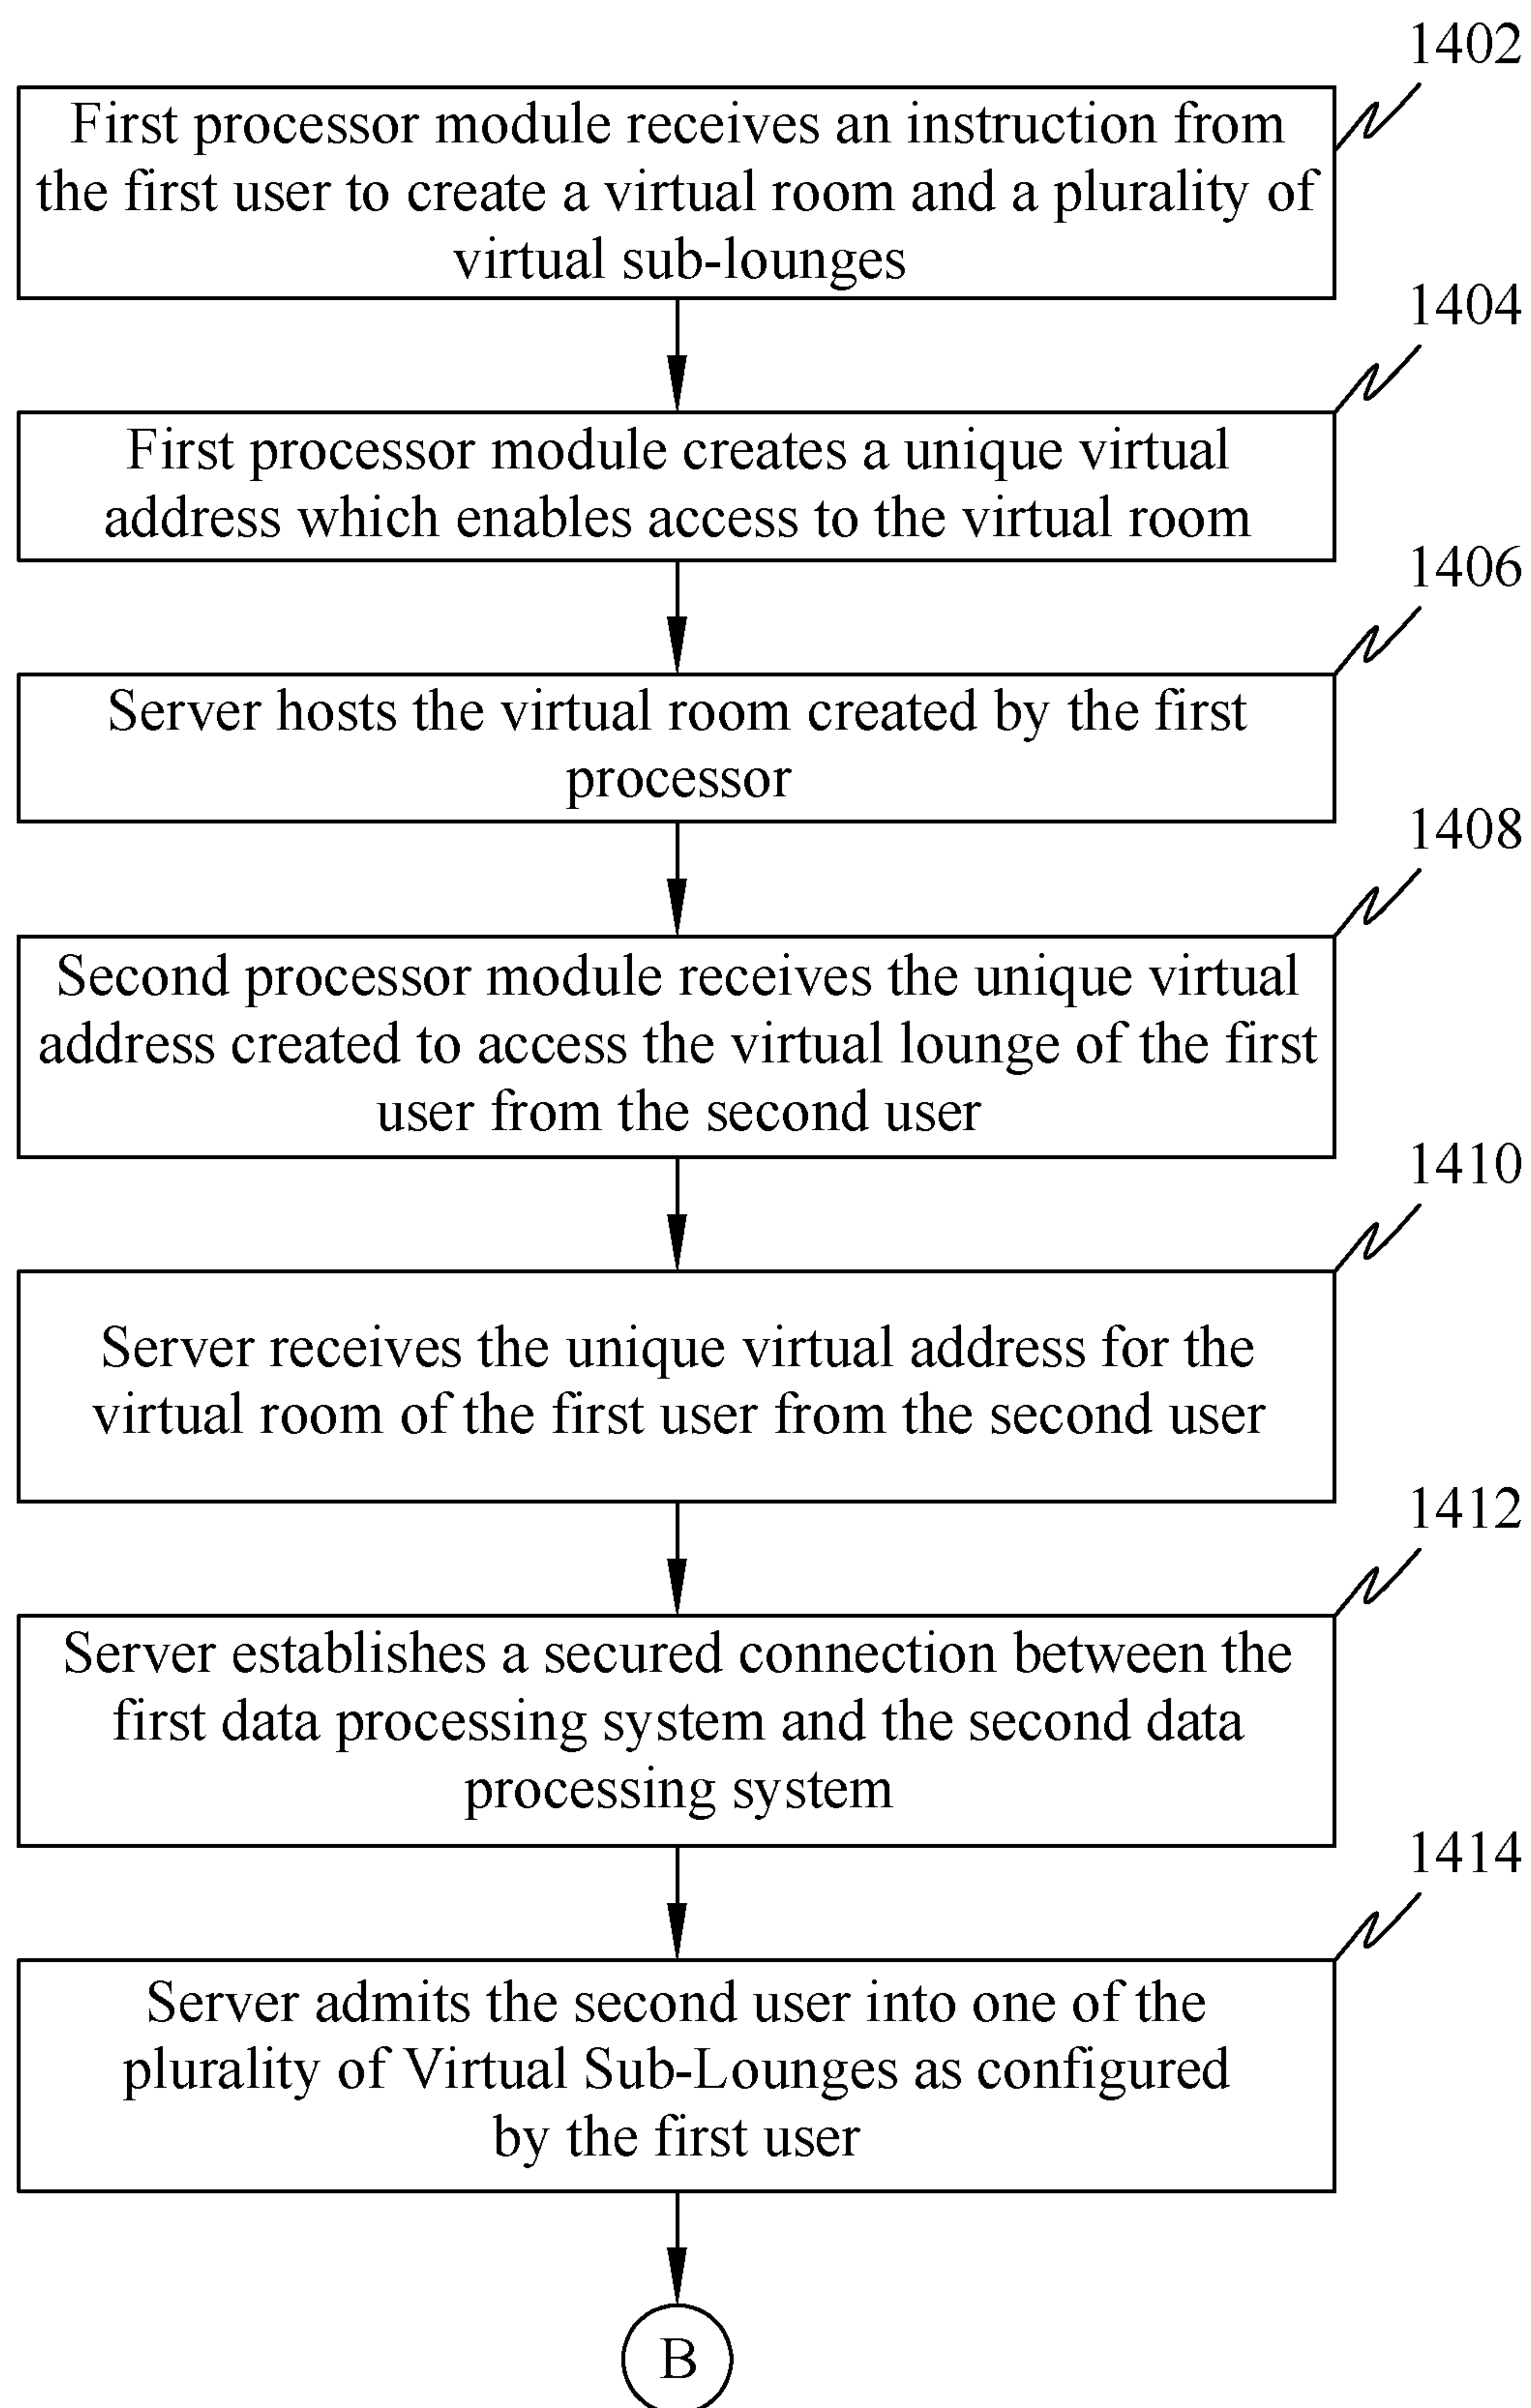 1402
First processor module receives an instruction from
the first user to create a virtual room and a plurality of
virtual sub-lounges
1404
First processor module creates a unique virtual
address which enables access to the virtual room
1406
Server hosts the virtual room created by the first
processor
1408
Second processor module receives the unique virtual
address created to access the virtual lounge of the first
user from the second user
1410
Server receives the unique virtual address for the
virtual room of the first user from the second user
1412
Server establishes a secured connection between the
first data processing system and the second data
processing system
1414
Server admits the second user into one of the
plurality of Virtual Sub-Lounges as configured
by the first user
B